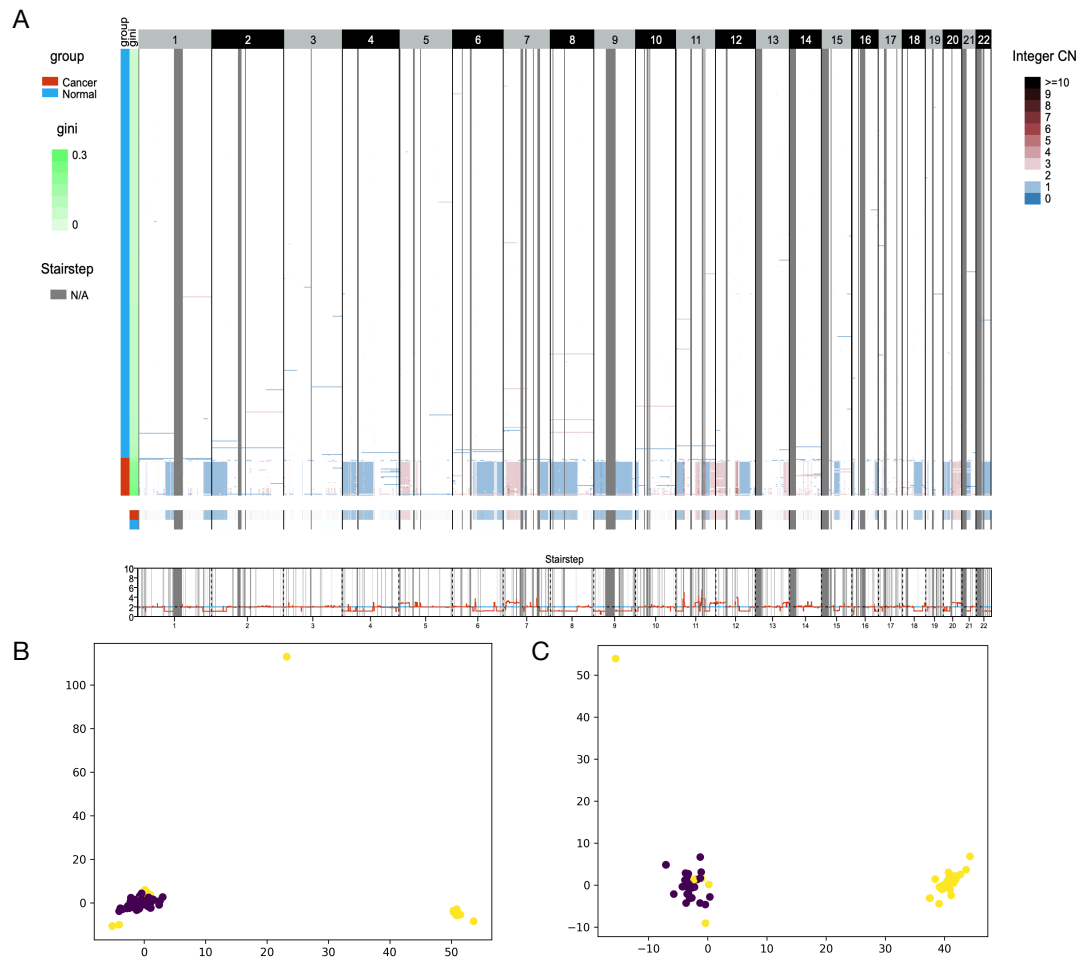 A
group
gini
1 2 3 4 5 6 7 8 9 10 11 12 13 14 15 16 17 18 19 20 21 22
group
Cancer
Normal
gini
0.3
0
Stairstep
N/A
Integer CN
>=10
9
8
7
6
5
4
3
2
1
0
Stairstep
10
8
6
4
2
0
1 2 3 4 5 6 7 8 9 10 11 12 13 14 15 16 17 18 19 20 21 22
B
100
80
60
40
20
0
0 10 20 30 40 50
C
50
40
30
20
10
0
−10
−10 0 10 20 30 40